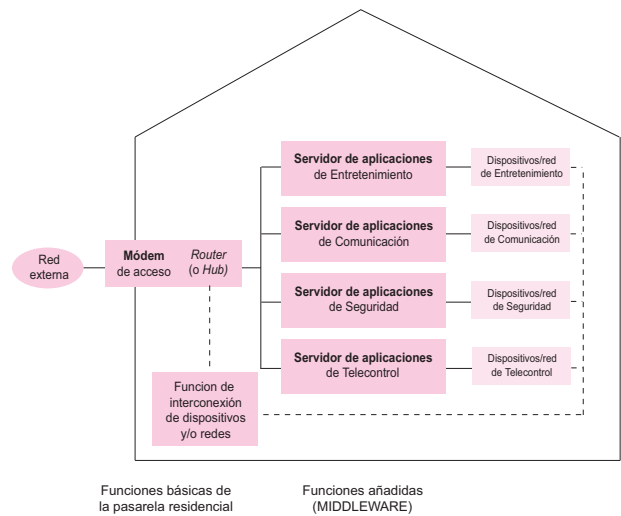 Red
externa
Módem
de acceso
Router
(o Hub)
Servidor de aplicaciones
de Entretenimiento
Dispositivos/red
de Entretenimiento
Servidor de aplicaciones
de Comunicación
Dispositivos/red
de Comunicación
Servidor de aplicaciones
de Seguridad
Dispositivos/red
de Seguridad
Servidor de aplicaciones
de Telecontrol
Dispositivos/red
de Telecontrol
Funcion de
interconexión
de dispositivos
y/o redes
Funciones básicas de
la pasarela residencial
Funciones añadidas
(MIDDLEWARE)